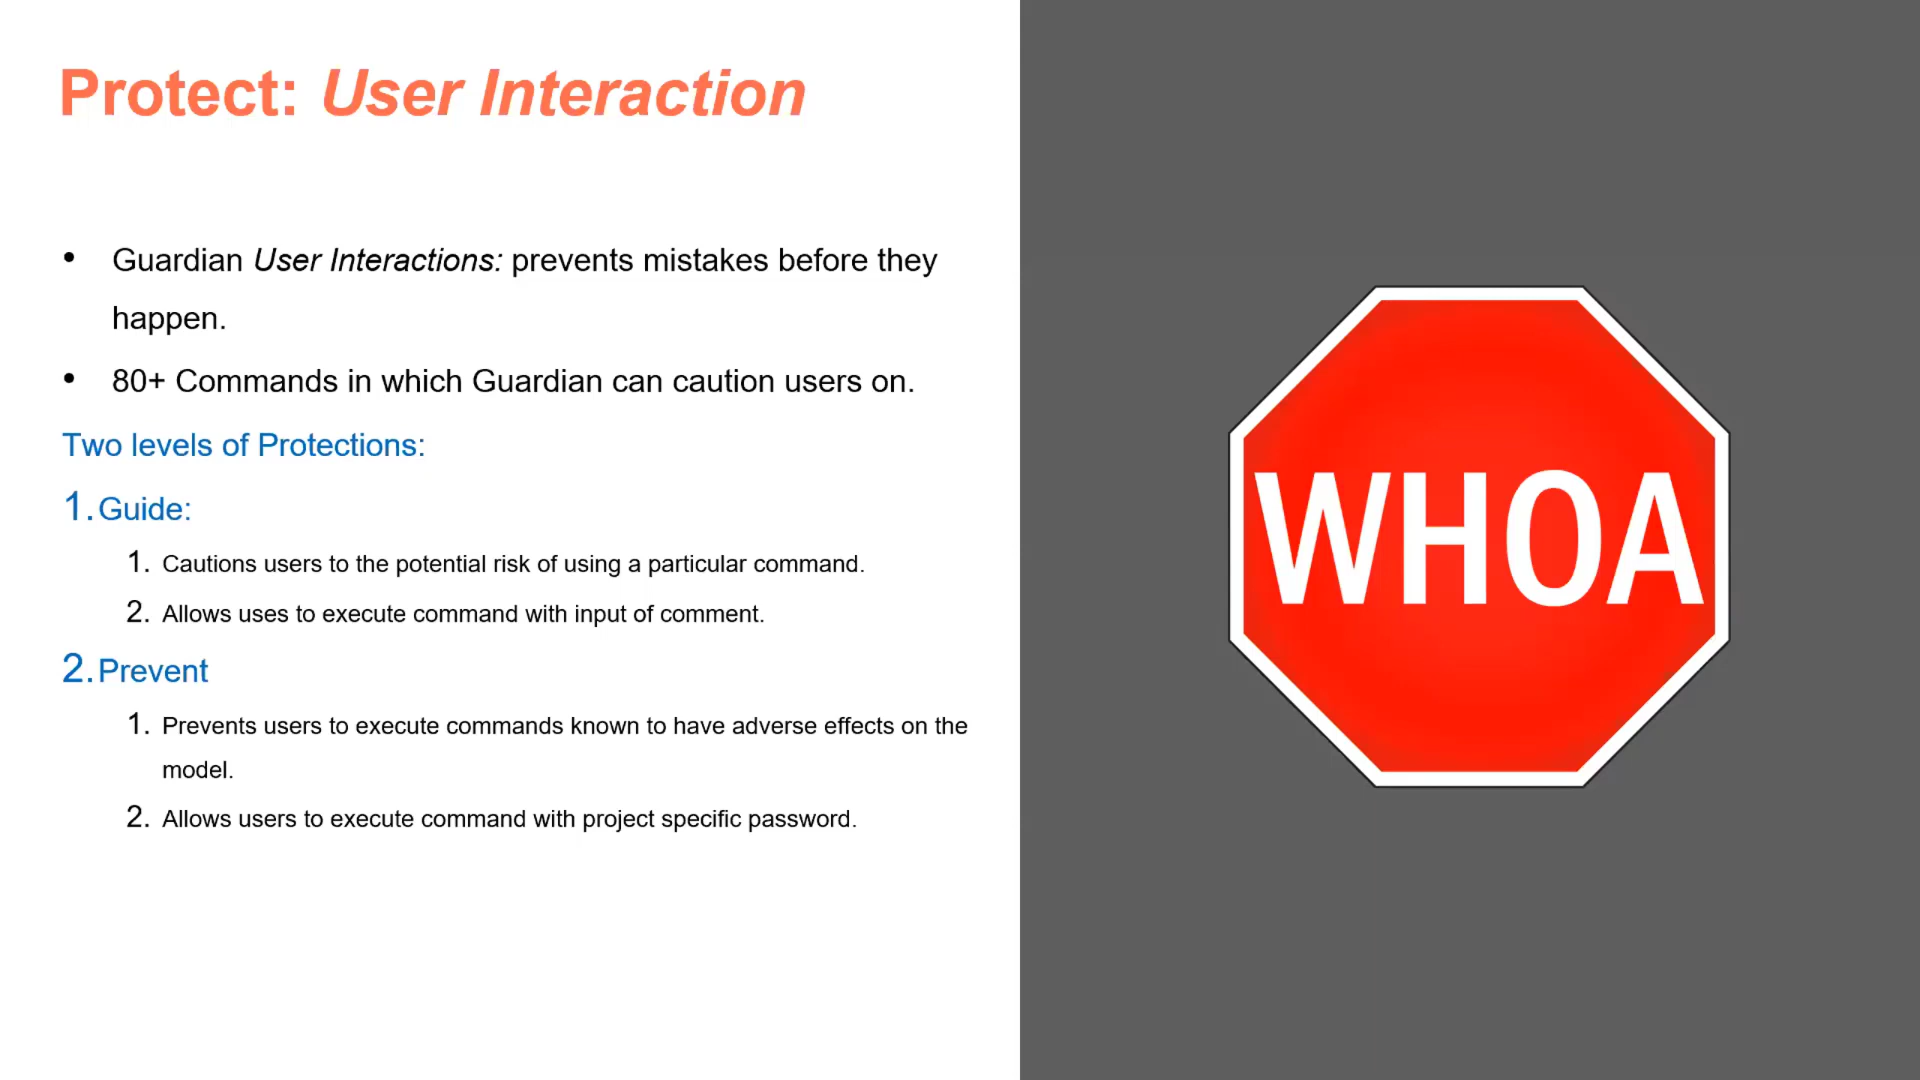 Protect: User Interaction
• Guardian User Interactions: prevents mistakes before they
happen.
• 80+ Commands in which Guardian can caution users on.
Two levels of Protections:
1. Guide:
1. Cautions users to the potential risk of using a particular command.
2. Allows uses to execute command with input of comment.
2. Prevent
1. Prevents users to execute commands known to have adverse effects on the
model.
2. Allows users to execute command with project specific password.
WHOA